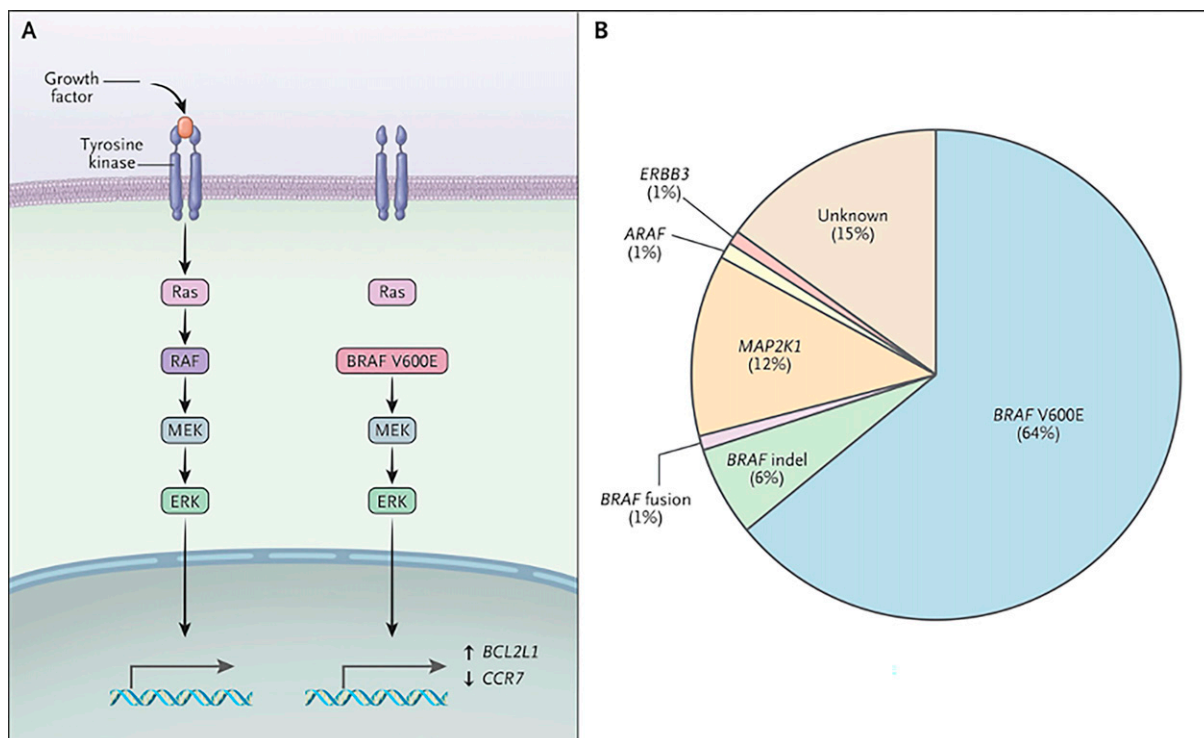 A
Growth
factor
Tyrosine
kinase
Ras
RAF
MEK
ERK
Ras
BRAF V600E
MEK
ERK
↑ BCL2L1
↓ CCR7
B
ERBB3
(1%)
ARAF
(1%)
Unknown
(15%)
MAP2K1
(12%)
BRAF V600E
(64%)
BRAF indel
(6%)
BRAF fusion
(1%)